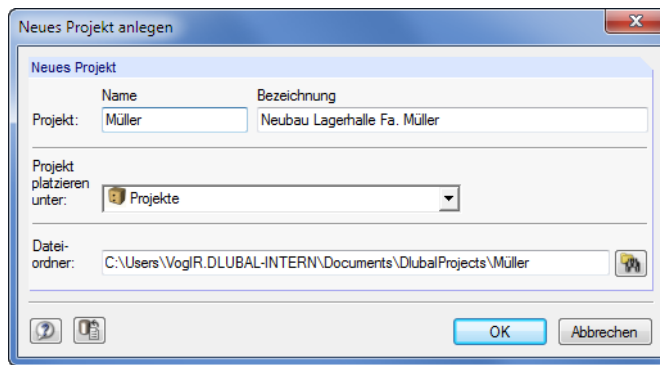 Neues Projekt anlegen
Neues Projekt
Name Bezeichnung
Projekt: Müller Neubau Lagerhalle Fa. Müller
Projekt
platzieren
unter: Projekte
Datei-
ordner: C:\Users\VoglR.DLUBAL-INTERN\Documents\DlubalProjects\Müller
OK Abbrechen